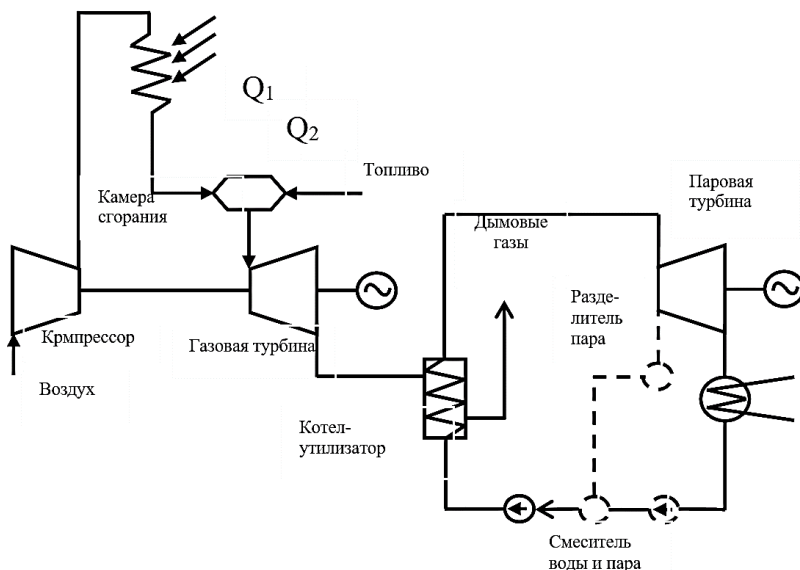 Q₁
Q₂
Топливо
Камера
сгорания
Паровая
турбина
Дымовые
газы
Разде-
литель
пара
Крмпрессор
Газовая турбина
Воздух
Котел-
утилизатор
Смеситель
воды и пара